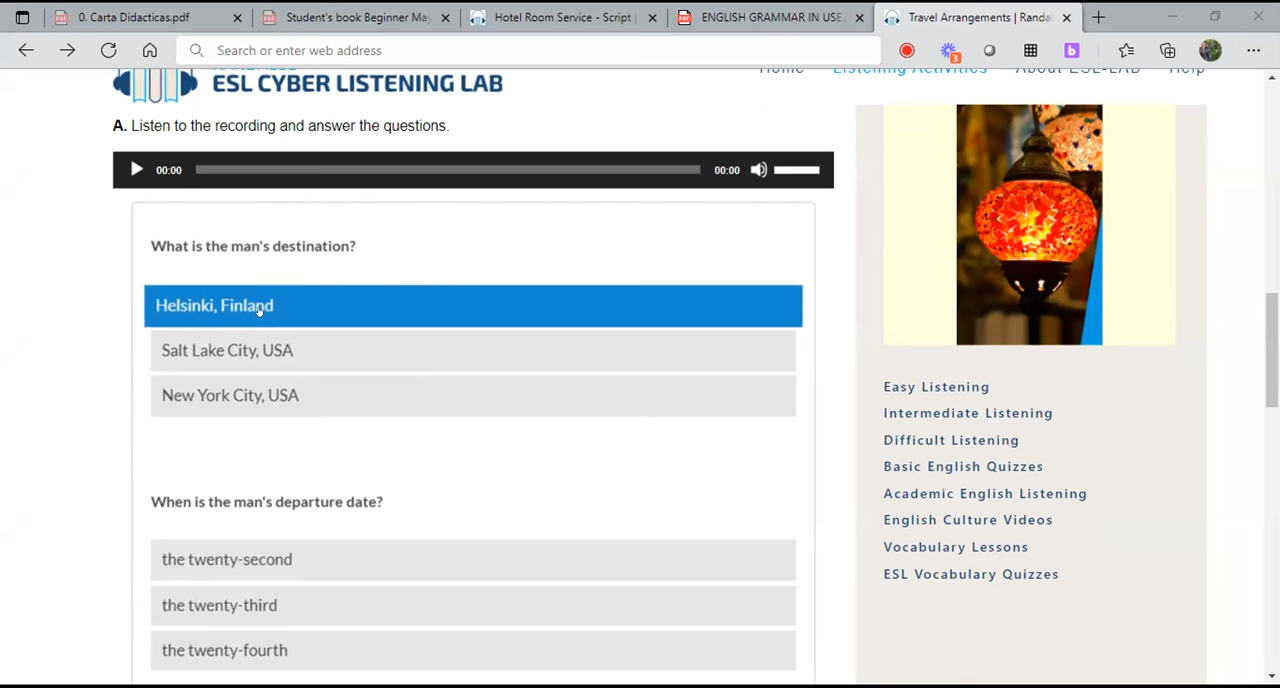 0. Carta Didacticas.pdf
Student's book Beginner May
Hotel Room Service - Script
ENGLISH GRAMMAR IN USE
Travel Arrangements | Randa
Search or enter web address
3
b
ESL CYBER LISTENING LAB
Home Listening Activities About ESL-LAB Help
A. Listen to the recording and answer the questions.
00:00
00:00
What is the man's destination?
Helsinki, Finland
Salt Lake City, USA
New York City, USA
When is the man's departure date?
the twenty-second
the twenty-third
the twenty-fourth
Easy Listening
Intermediate Listening
Difficult Listening
Basic English Quizzes
Academic English Listening
English Culture Videos
Vocabulary Lessons
ESL Vocabulary Quizzes